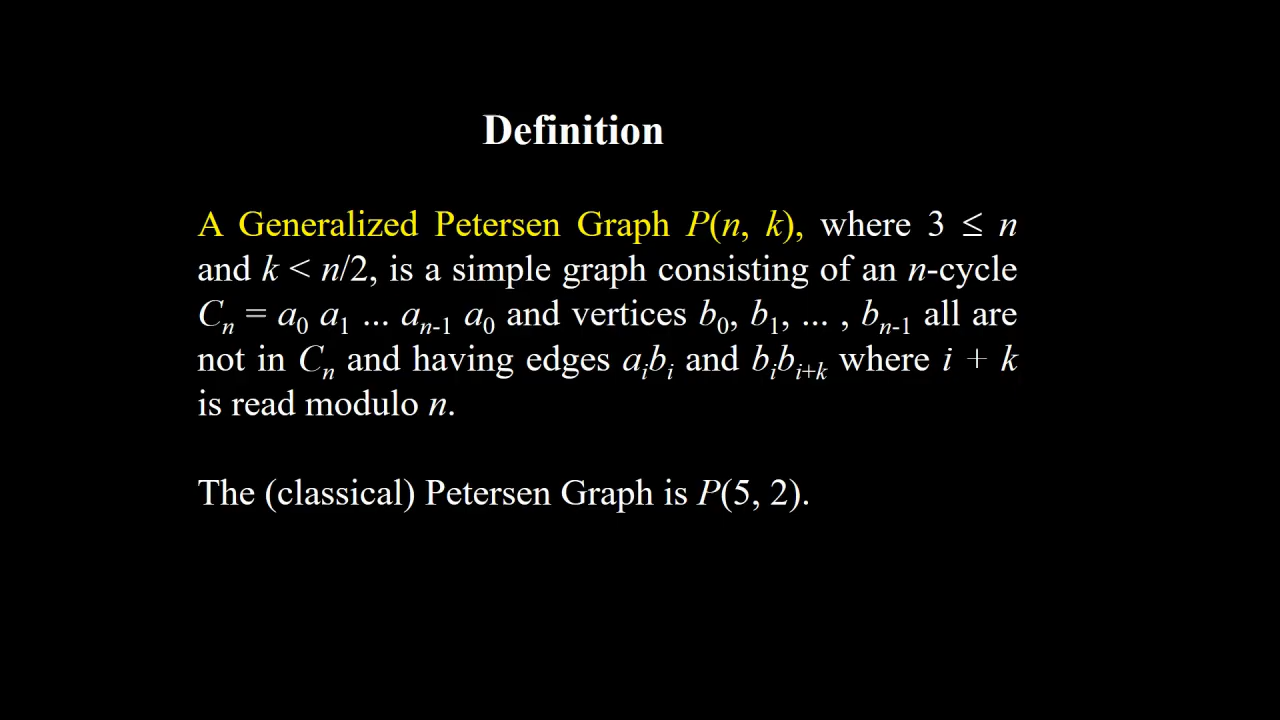 Definition
A Generalized Petersen Graph P(n, k), where 3 ≤ n
and k < n/2, is a simple graph consisting of an n-cycle
Cₙ = a₀ a₁ ... aₙ₋₁ a₀ and vertices b₀, b₁, ... , bₙ₋₁ all are
not in Cₙ and having edges aᵢbᵢ and bᵢbᵢ₊ₖ where i + k
is read modulo n.
The (classical) Petersen Graph is P(5, 2).